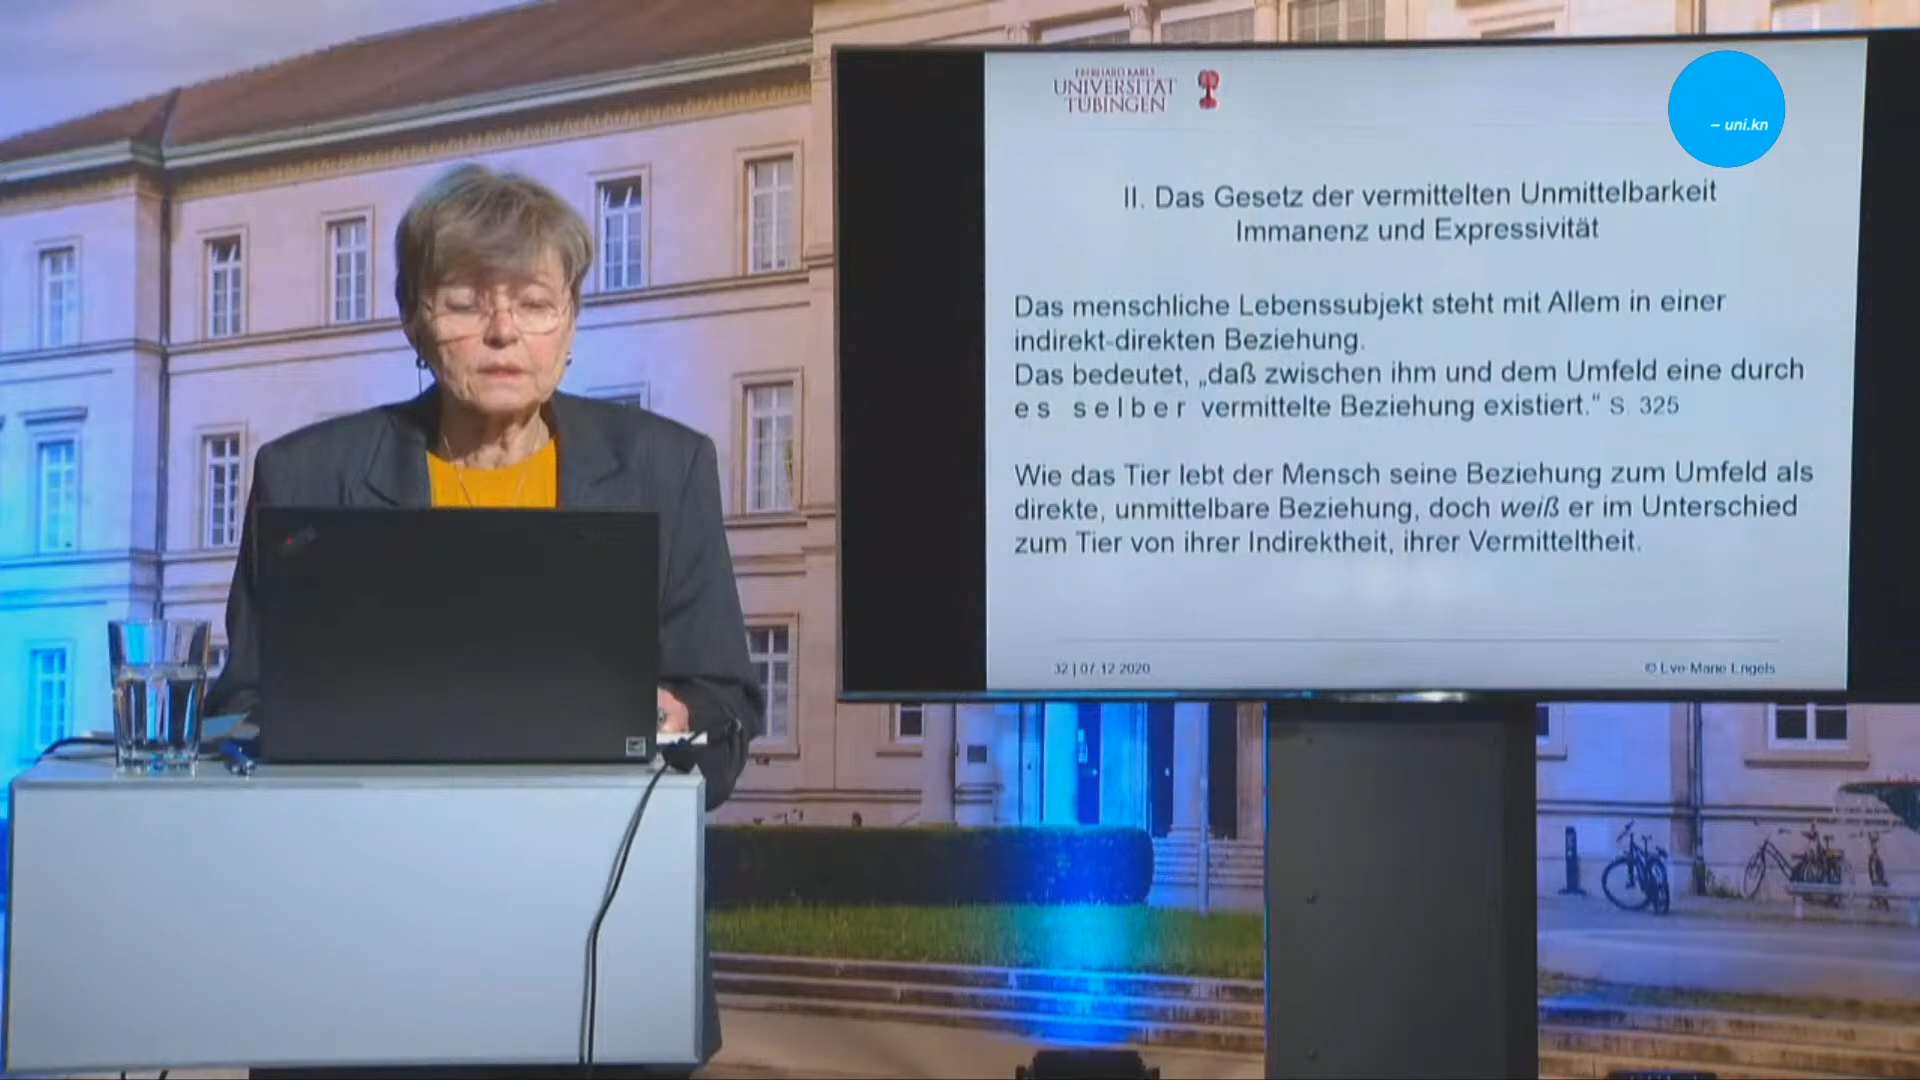 EBERHARD KARLS
UNIVERSITÄT
TÜBINGEN
– uni.kn
II. Das Gesetz der vermittelten Unmittelbarkeit
Immanenz und Expressivität
Das menschliche Lebenssubjekt steht mit Allem in einer
indirekt-direkten Beziehung.
Das bedeutet, „daß zwischen ihm und dem Umfeld eine durch
e s s e l b e r vermittelte Beziehung existiert.“ S. 325
Wie das Tier lebt der Mensch seine Beziehung zum Umfeld als
direkte, unmittelbare Beziehung, doch weiß er im Unterschied
zum Tier von ihrer Indirektheit, ihrer Vermitteltheit.
32 | 07.12.2020
© Eve-Marie Engels